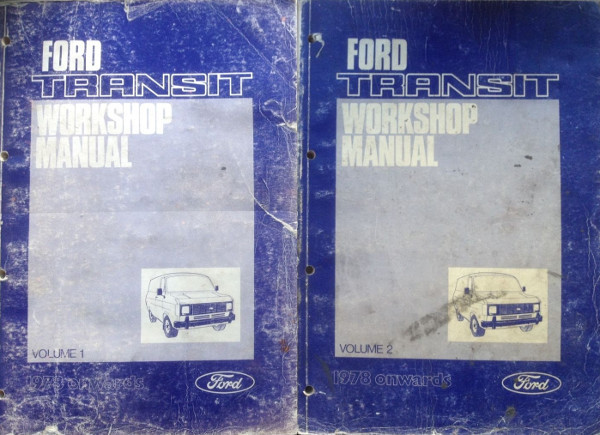 FORD
TRANSIT
WORKSHOP
MANUAL
VOLUME 1
1978 onwards
Ford
FORD
TRANSIT
WORKSHOP
MANUAL
VOLUME 2
1978 onwards
Ford